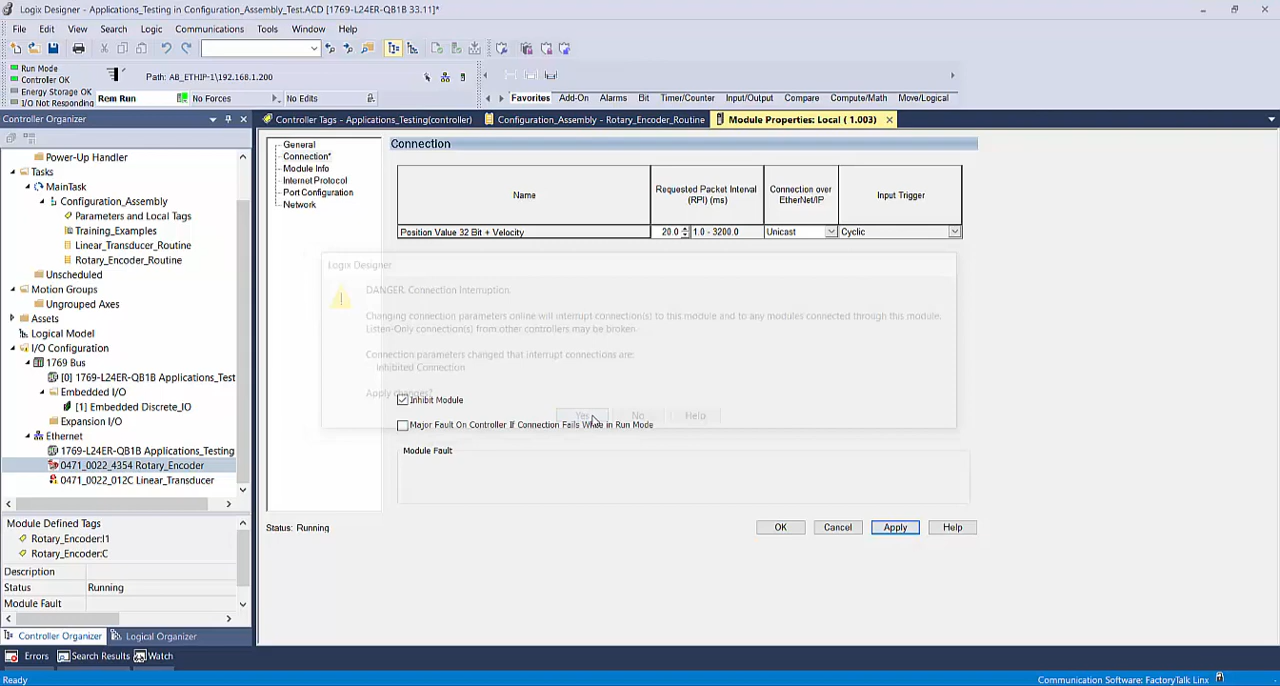 Logix Designer - Applications_Testing in Configuration_Assembly_Test.ACD [1769-L24ER-QB1B 33.11]*
File Edit View Search Logic Communications Tools Window Help
Run Mode
Controller OK
Energy Storage OK
I/O Not Responding
Path: AB_ETHIP-1\192.168.1.200
Rem Run No Forces No Edits
Favorites Add-On Alarms Bit Timer/Counter Input/Output Compare Compute/Math Move/Logical
Controller Organizer
Controller Tags - Applications_Testing(controller) Configuration_Assembly - Rotary_Encoder_Routine Module Properties: Local ( 1.003)
Power-Up Handler
Tasks
MainTask
Configuration_Assembly
Parameters and Local Tags
Training_Examples
Linear_Transducer_Routine
Rotary_Encoder_Routine
Unscheduled
Motion Groups
Ungrouped Axes
Assets
Logical Model
I/O Configuration
1769 Bus
[0] 1769-L24ER-QB1B Applications_Test
Embedded I/O
[1] Embedded Discrete_IO
Expansion I/O
Ethernet
1769-L24ER-QB1B Applications_Testing
0471_0022_4354 Rotary_Encoder
0471_0022_012C Linear_Transducer
Module Defined Tags
Rotary_Encoder:I1
Rotary_Encoder:C
Description
Status Running
Module Fault
Controller Organizer Logical Organizer
General
Connection*
Module Info
Internet Protocol
Port Configuration
Network
Connection
Name
Requested Packet Interval
(RPI) (ms)
Connection over
EtherNet/IP
Input Trigger
Position Value 32 Bit + Velocity 20.0 1.0 - 3200.0 Unicast Cyclic
Logix Designer
DANGER. Connection Interruption.
Changing connection parameters online will interrupt connection(s) to this module and to any modules connected through this module.
Listen-Only connection(s) from other controllers may be broken.
Connection parameters changed that interrupt connections are:
Inhibited Connection
Apply changes?
Yes No Help
Inhibit Module
Major Fault On Controller If Connection Fails While in Run Mode
Module Fault
Status: Running
OK Cancel Apply Help
Errors Search Results Watch
Ready
Communication Software: FactoryTalk Linx